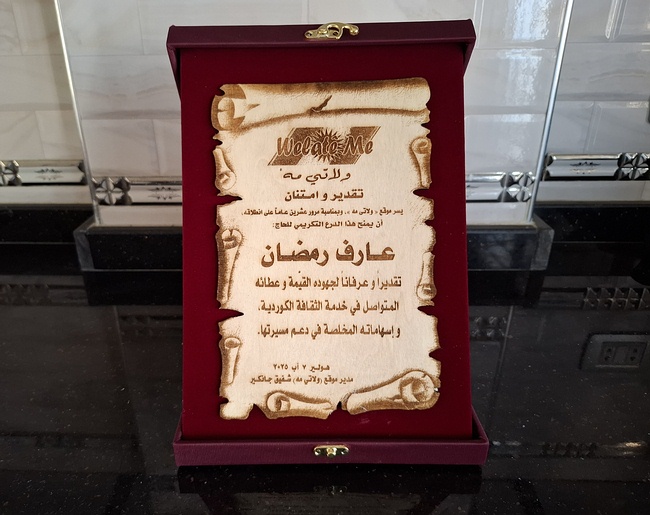 Welate Me
ولاتي مه
تقدير و امتنان
يسر موقع « ولاتي مه »، وبمناسبة مرور عشرين عاماً على انطلاقه،
أن يمنح هذا الدرع التكريمي للحاج:
عارف رمضان
تقديراً و عرفاناً لجهوده القيّمة و عطائه
المتواصل في خدمة الثقافة الكوردية،
و إسهاماته المخلصة في دعم مسيرتها.
هولير ٧ آب ٢٠٢٥
مدير موقع (ولاتي مه) شفيق جانكير